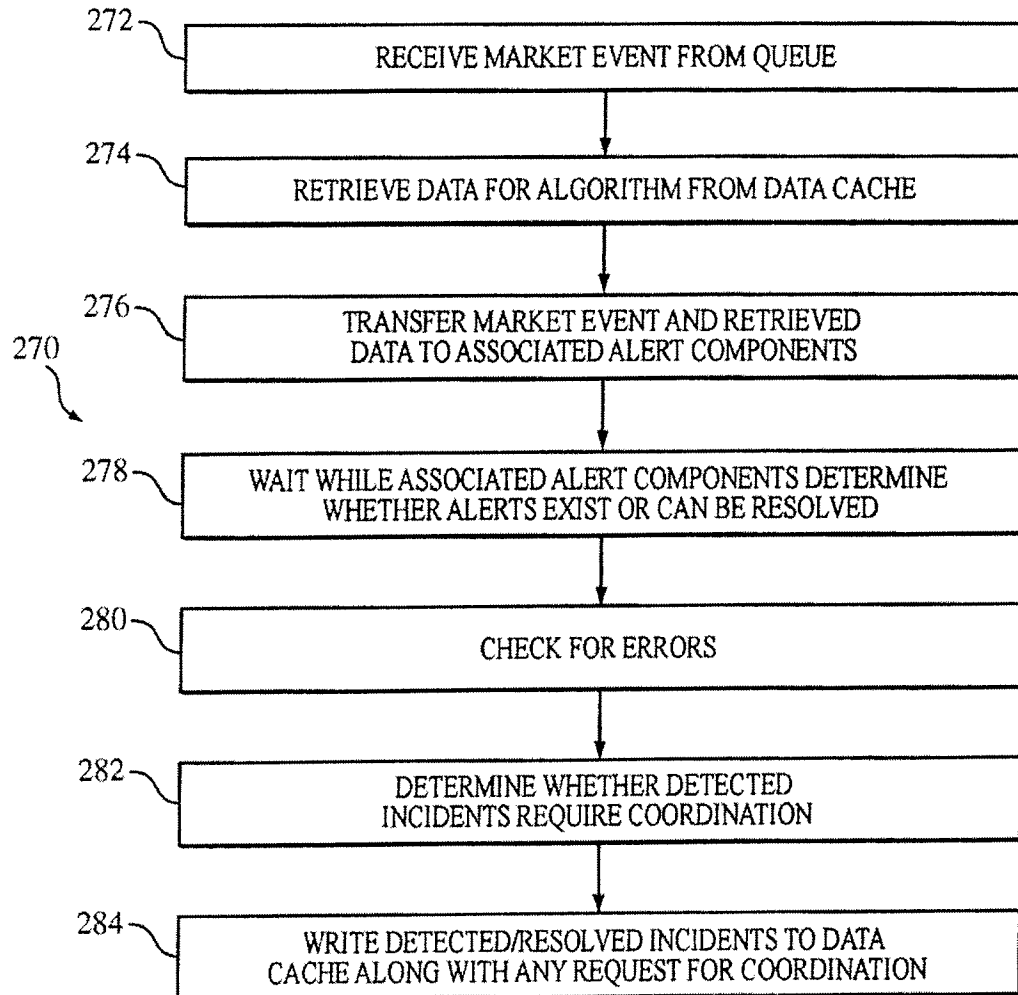 272
RECEIVE MARKET EVENT FROM QUEUE
274
RETRIEVE DATA FOR ALGORITHM FROM DATA CACHE
276
TRANSFER MARKET EVENT AND RETRIEVED
DATA TO ASSOCIATED ALERT COMPONENTS
270
278
WAIT WHILE ASSOCIATED ALERT COMPONENTS DETERMINE
WHETHER ALERTS EXIST OR CAN BE RESOLVED
280
CHECK FOR ERRORS
282
DETERMINE WHETHER DETECTED
INCIDENTS REQUIRE COORDINATION
284
WRITE DETECTED/RESOLVED INCIDENTS TO DATA
CACHE ALONG WITH ANY REQUEST FOR COORDINATION